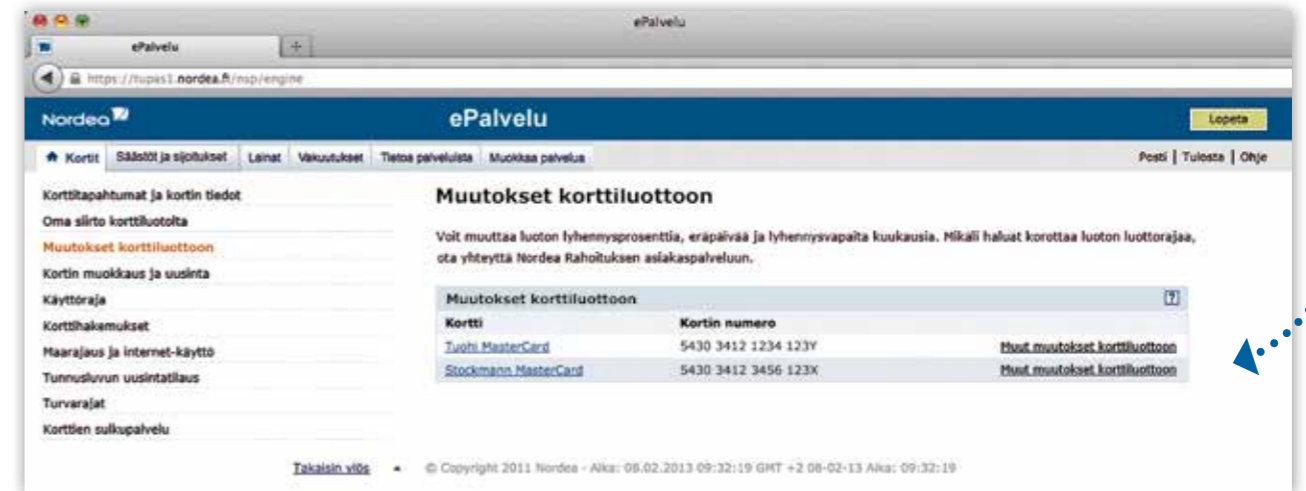 ePalvelu
ePalvelu
https://tupas1.nordea.fi/nsp/engine
Nordea ePalvelu Lopeta
Kortit Säästöt ja sijoitukset Lainat Vakuutukset Tietoa palveluista Muokkaa palvelua Posti | Tulosta | Ohje
Korttitapahtumat ja kortin tiedot
Oma siirto korttiluotolta
Muutokset korttiluottoon
Kortin muokkaus ja uusinta
Käyttöraja
Korttihakemukset
Maarajaus ja internet-käyttö
Tunnusluvun uusintatilaus
Turvarajat
Korttien sulkupalvelu
Muutokset korttiluottoon
Voit muuttaa luoton lyhennysprosenttia, eräpäivää ja lyhennysvapaita kuukausia. Mikäli haluat korottaa luoton luottorajaa,
ota yhteyttä Nordea Rahoituksen asiakaspalveluun.
Muutokset korttiluottoon ?
Kortti Kortin numero
Tuohi MasterCard 5430 3412 1234 123Y Muut muutokset korttiluottoon
Stockmann MasterCard 5430 3412 3456 123X Muut muutokset korttiluottoon
Takaisin ylös © Copyright 2011 Nordea - Aika: 08.02.2013 09:32:19 GMT +2 08-02-13 Aika: 09:32:19